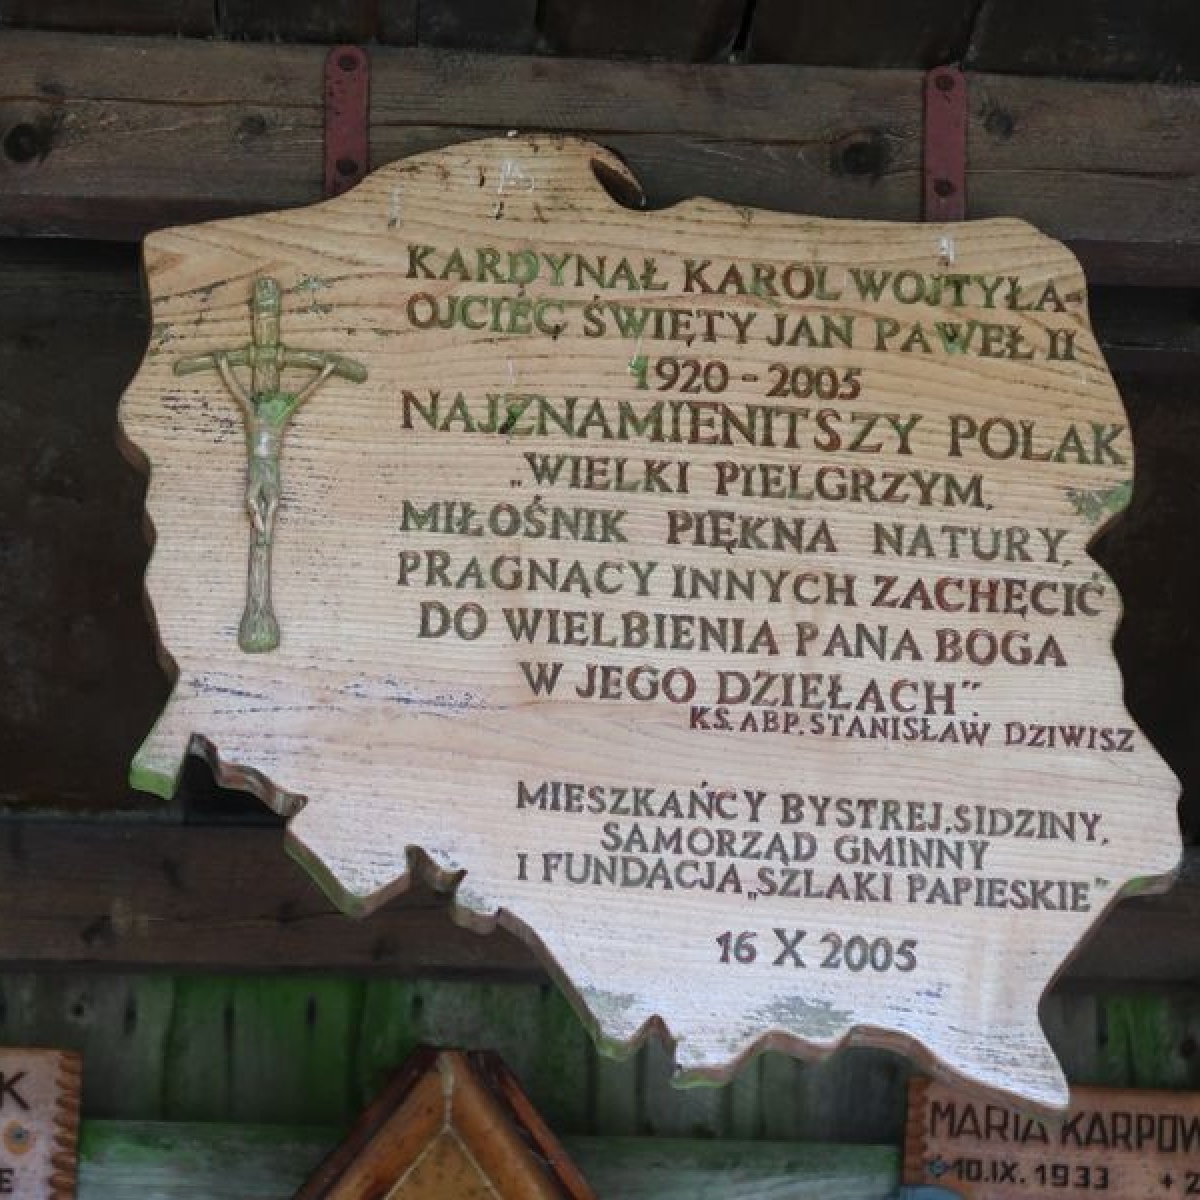 KARDYNAŁ KAROL WOJTYŁA-
OJCIEC ŚWIĘTY JAN PAWEŁ II
1920 - 2005
NAJZNAMIENITSZY POLAK
„WIELKI PIELGRZYM,
MIŁOŚNIK PIĘKNA NATURY,
PRAGNĄCY INNYCH ZACHĘCIĆ
DO WIELBIENIA PANA BOGA
W JEGO DZIEŁACH".
KS. ABP. STANISŁAW DZIWISZ
MIESZKAŃCY BYSTREJ, SIDZINY,
SAMORZĄD GMINNY
I FUNDACJA „SZLAKI PAPIESKIE"
16 X 2005
K
E
MARIA KARPOW
10.IX.1933 + 2